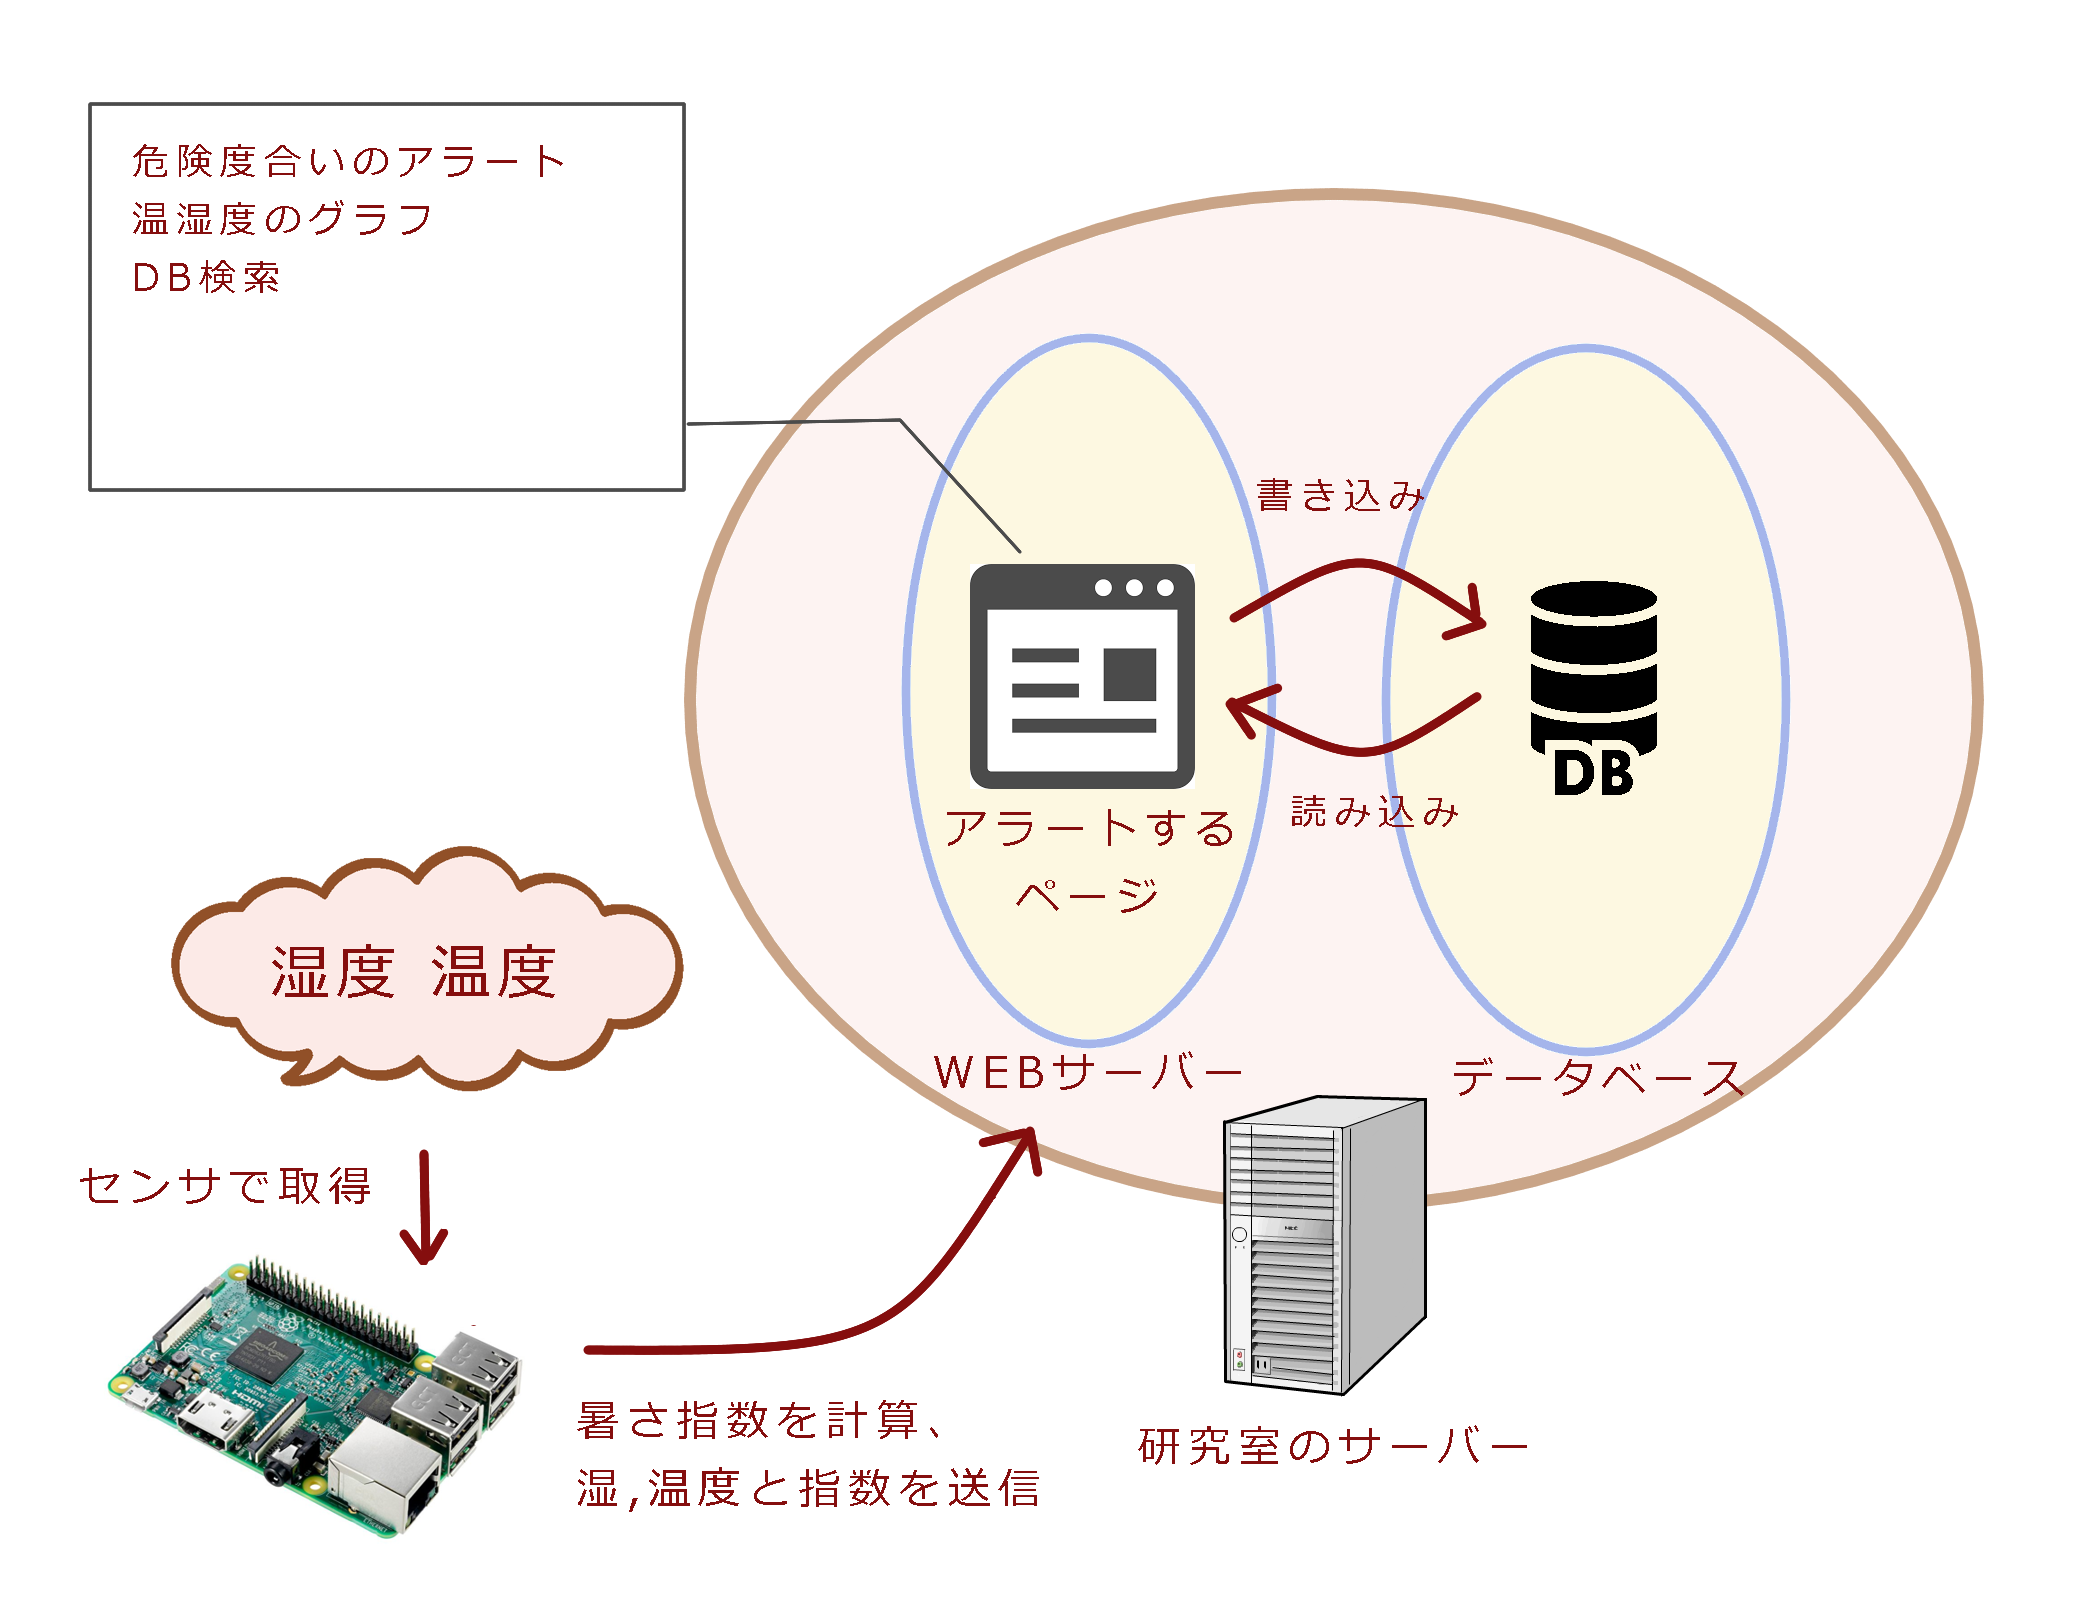 危険度合いのアラート
温湿度のグラフ
DB検索
書き込み
DB
読み込み
アラートする
ページ
湿度 温度
WEBサーバー
データベース
センサで取得
暑さ指数を計算、
湿,温度と指数を送信
研究室のサーバー
NEC
HDMI